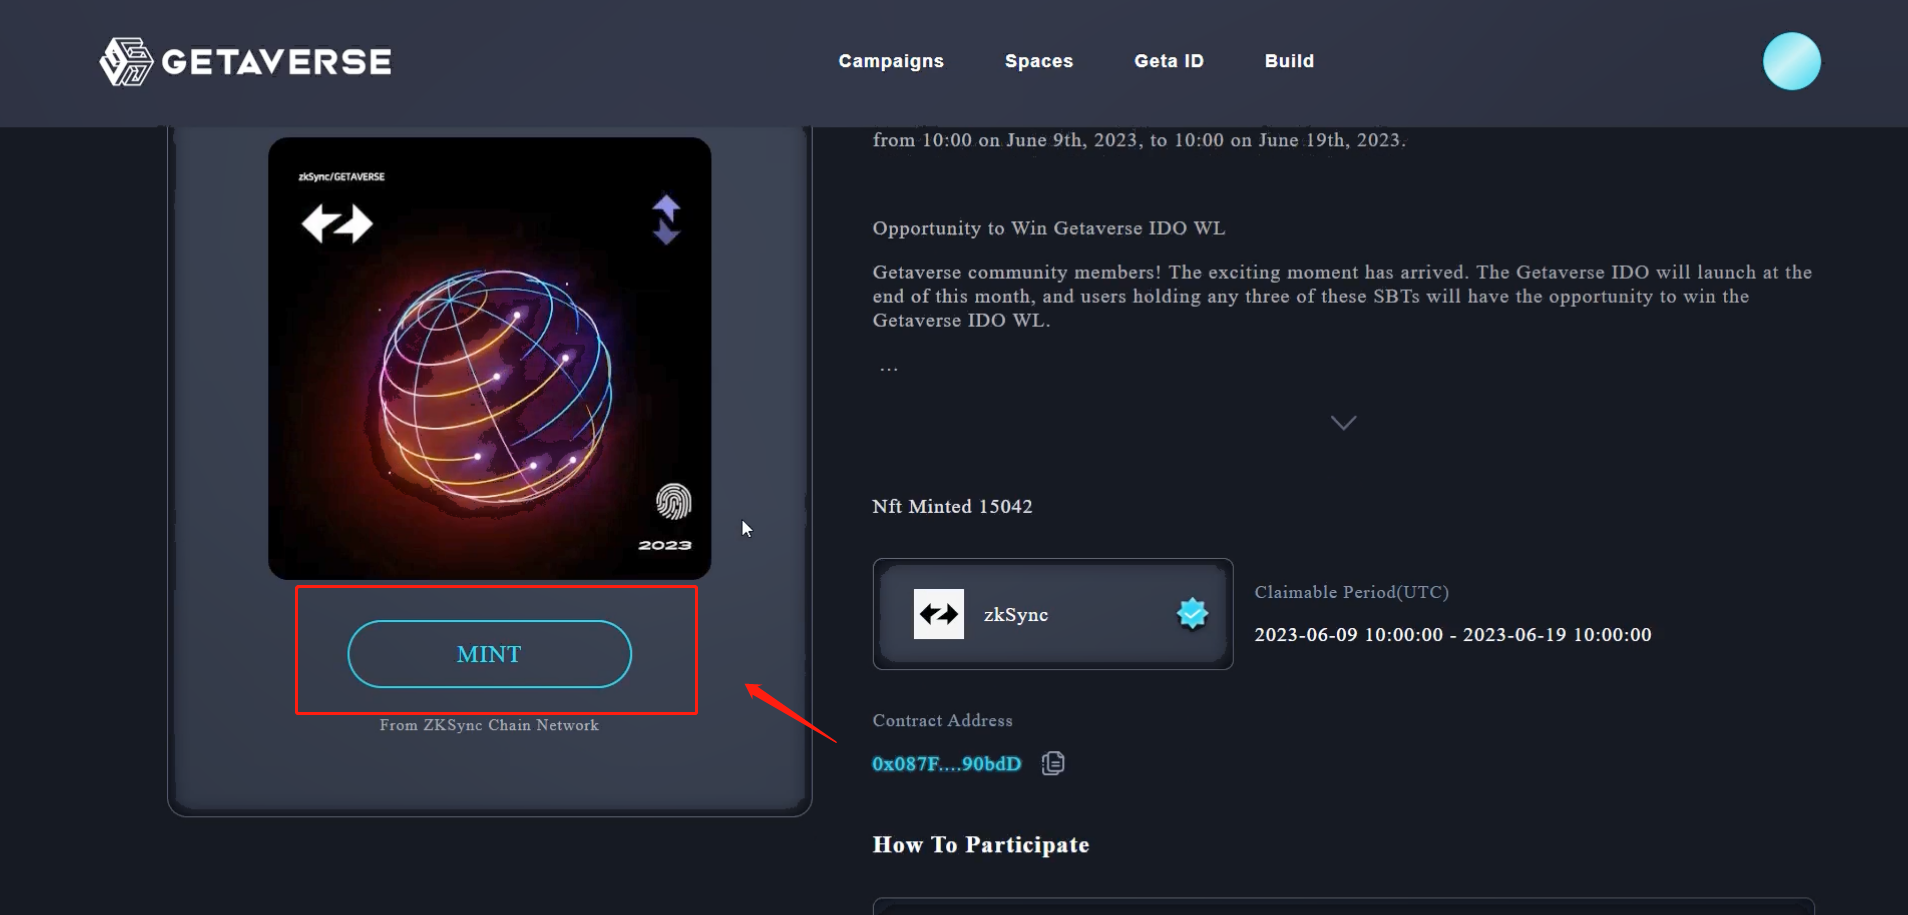 GETAVERSE
Campaigns
Spaces
Geta ID
Build
zkSync/GETAVERSE
2023
MINT
From ZKSync Chain Network
from 10:00 on June 9th, 2023, to 10:00 on June 19th, 2023.
Opportunity to Win Getaverse IDO WL
Getaverse community members! The exciting moment has arrived. The Getaverse IDO will launch at the
end of this month, and users holding any three of these SBTs will have the opportunity to win the
Getaverse IDO WL.
...
Nft Minted 15042
zkSync
Claimable Period(UTC)
2023-06-09 10:00:00 - 2023-06-19 10:00:00
Contract Address
0x087F....90bdD
How To Participate